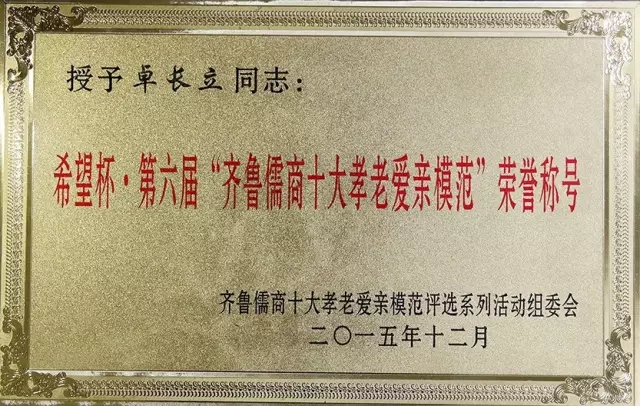 授予卓长立同志：
希望杯·第六届“齐鲁儒商十大孝老爱亲模范”荣誉称号
齐鲁儒商十大孝老爱亲模范评选系列活动组委会
二〇一五年十二月